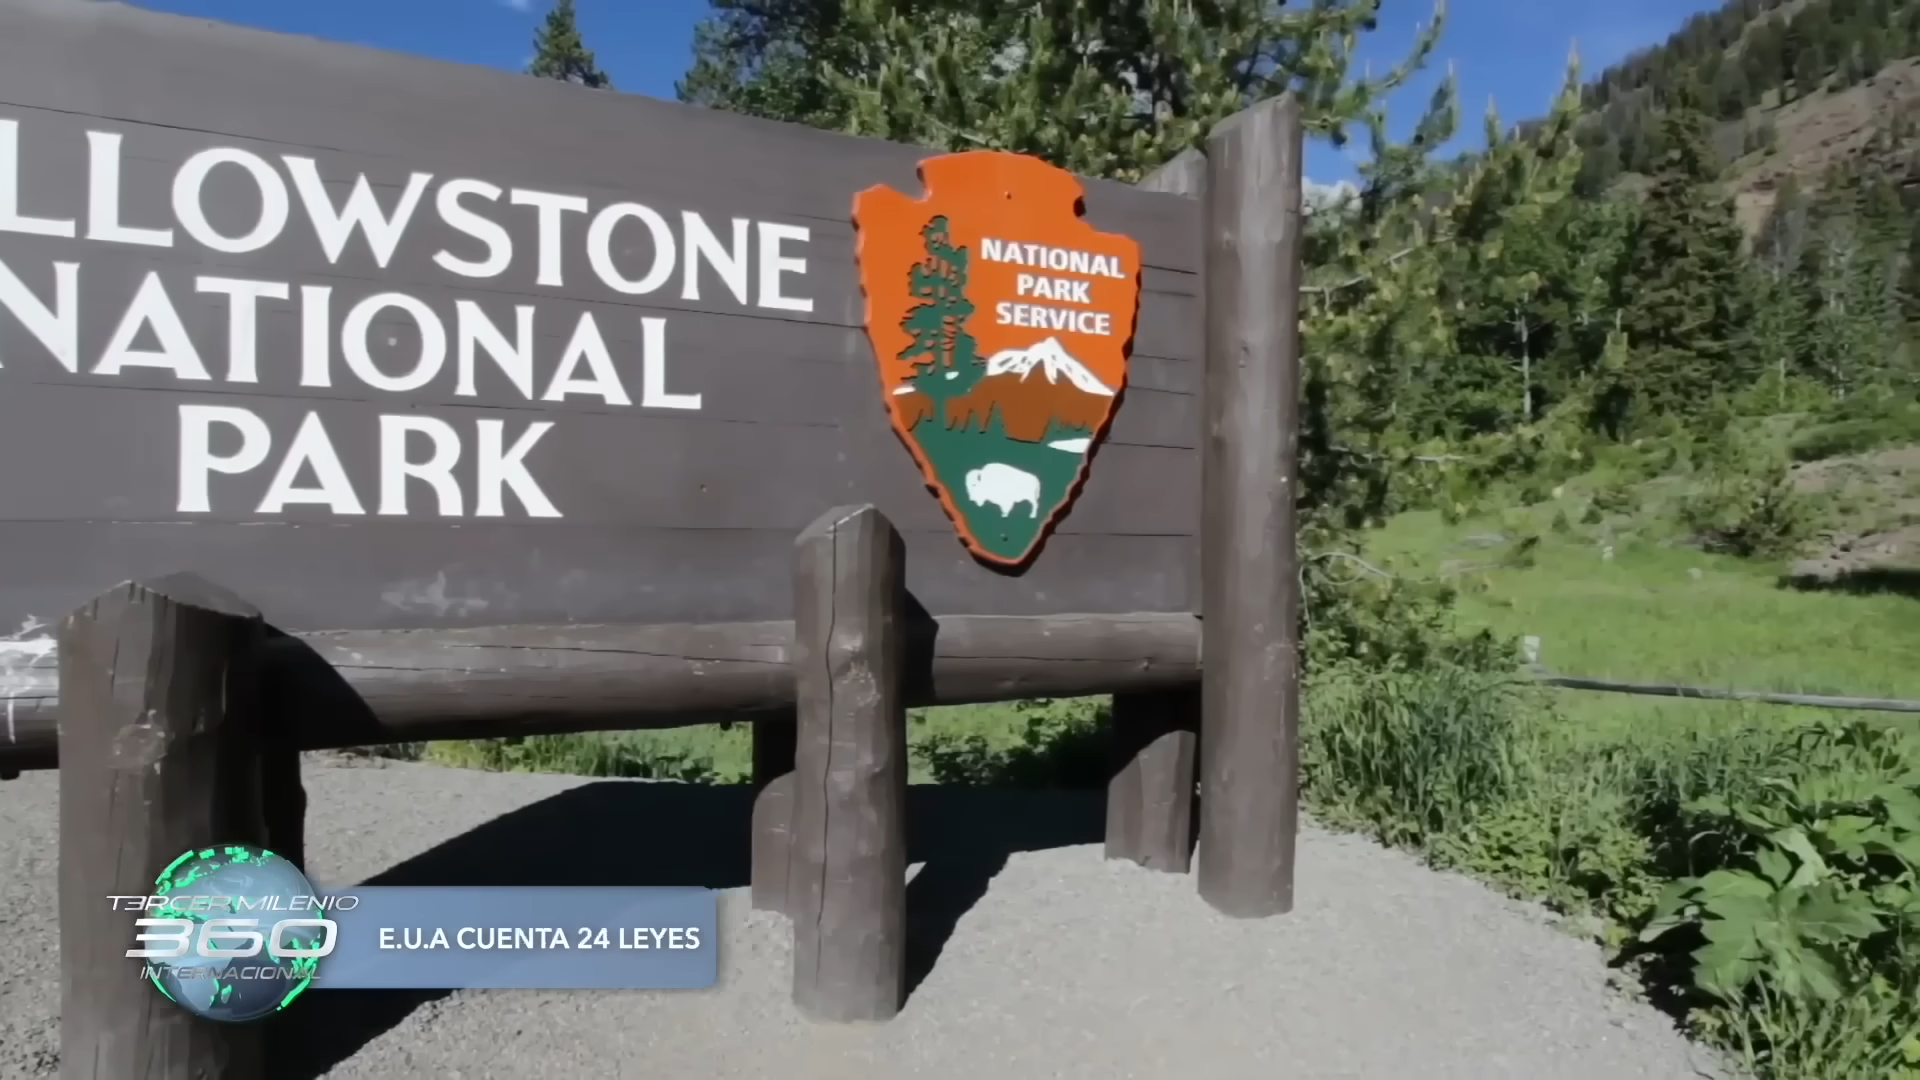 LLOWSTONE
NATIONAL
PARK
NATIONAL
PARK
SERVICE
T3RCER MILENIO
360
INTERNACIONAL
E.U.A CUENTA 24 LEYES